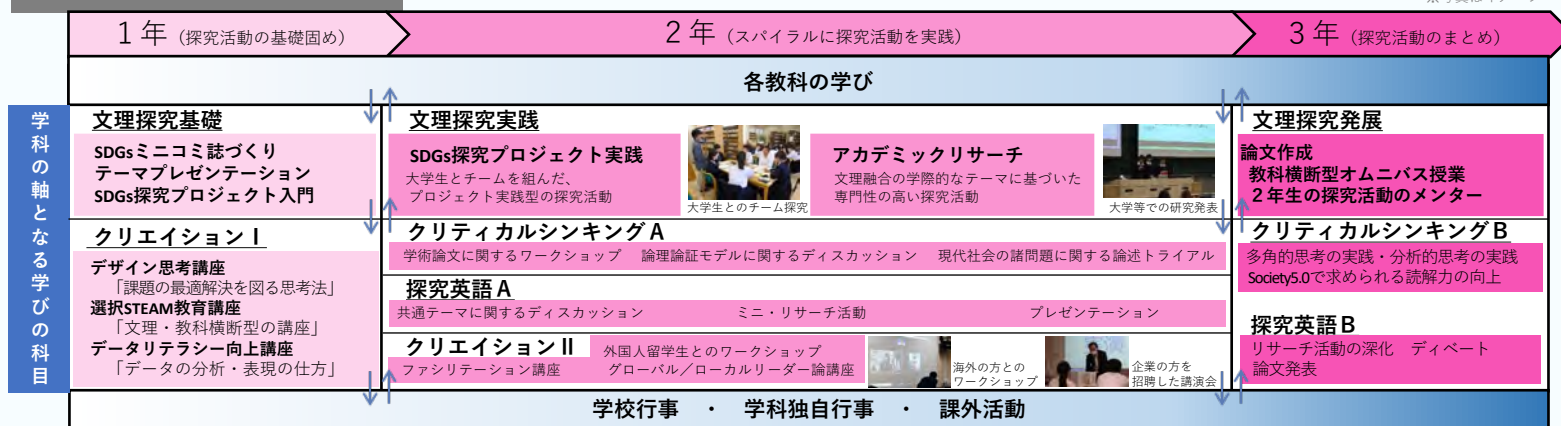 1年（探究活動の基礎固め）
2年（スパイラルに探究活動を実践）
3年（探究活動のまとめ）
各教科の学び
学科の軸となる学びの科目
文理探究基礎
SDGsミニコミ誌づくり
テーマプレゼンテーション
SDGs探究プロジェクト入門
クリエイションⅠ
デザイン思考講座
「課題の最適解決を図る思考法」
選択STEAM教育講座
「文理・教科横断型の講座」
データリテラシー向上講座
「データの分析・表現の仕方」
文理探究実践
SDGs探究プロジェクト実践
大学生とチームを組んだ、
プロジェクト実践型の探究活動
大学生とのチーム探究
アカデミックリサーチ
文理融合の学際的なテーマに基づいた
専門性の高い探究活動
大学等での研究発表
クリティカルシンキングA
学術論文に関するワークショップ　論理論証モデルに関するディスカッション　現代社会の諸問題に関する論述トライアル
探究英語A
共通テーマに関するディスカッション　ミニ・リサーチ活動　プレゼンテーション
クリエイションⅡ
外国人留学生とのワークショップ
ファシリテーション講座　グローバル／ローカルリーダー論講座
海外の方との
ワークショップ
企業の方を
招聘した講演会
文理探究発展
論文作成
教科横断型オムニバス授業
２年生の探究活動のメンター
クリティカルシンキングB
多角的思考の実践・分析的思考の実践
Society5.0で求められる読解力の向上
探究英語B
リサーチ活動の深化　ディベート
論文発表
学校行事　・　学科独自行事　・　課外活動